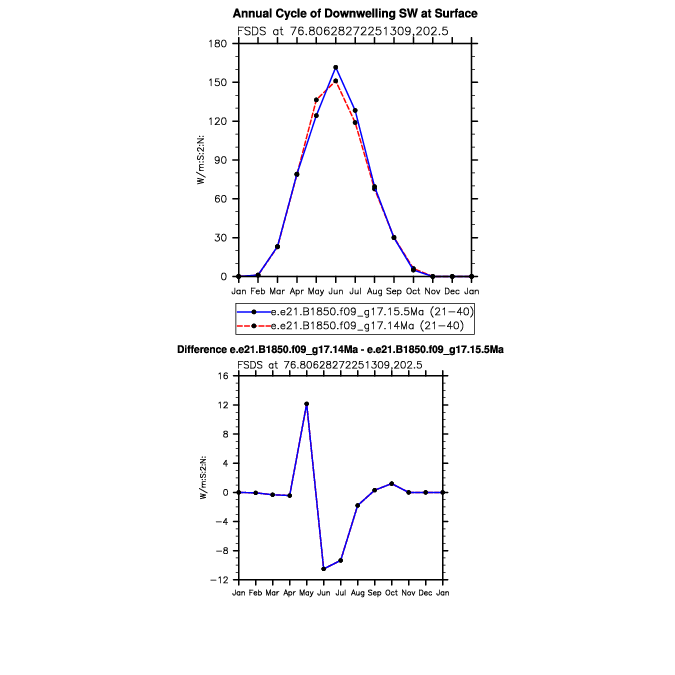 Annual Cycle of Downwelling SW at Surface
FSDS at 76.80628272251309,202.5
180
150
120
90
60
30
0
W/m:S:2:N:
Jan Feb Mar Apr May Jun Jul Aug Sep Oct Nov Dec Jan
e.e21.B1850.f09_g17.15.5Ma (21-40)
e.e21.B1850.f09_g17.14Ma (21-40)
Difference e.e21.B1850.f09_g17.14Ma - e.e21.B1850.f09_g17.15.5Ma
FSDS at 76.80628272251309,202.5
16
12
8
4
0
-4
-8
-12
W/m:S:2:N:
Jan Feb Mar Apr May Jun Jul Aug Sep Oct Nov Dec Jan